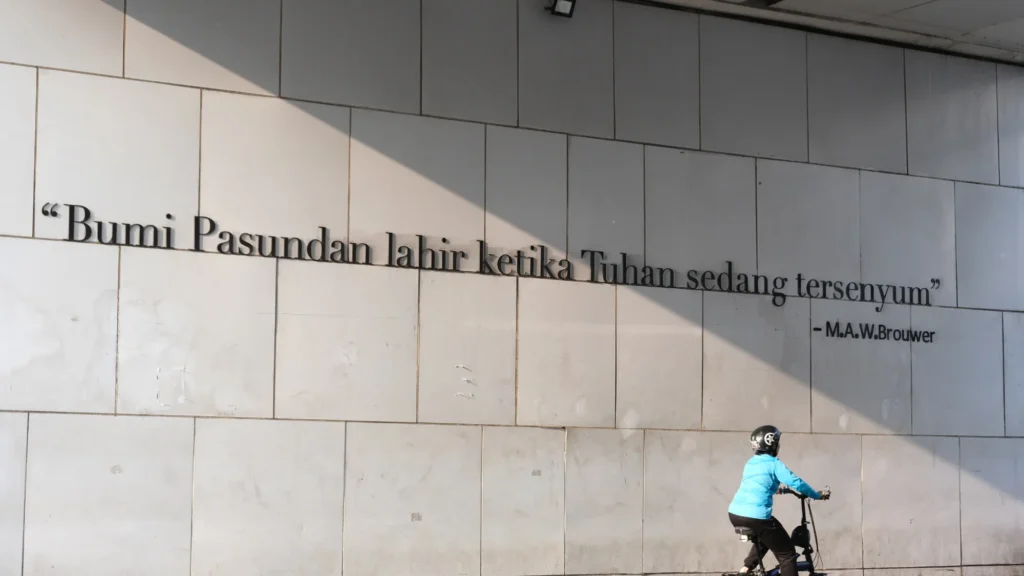 “Bumi Pasundan lahir ketika Tuhan sedang tersenyum”
- M.A.W.Brouwer